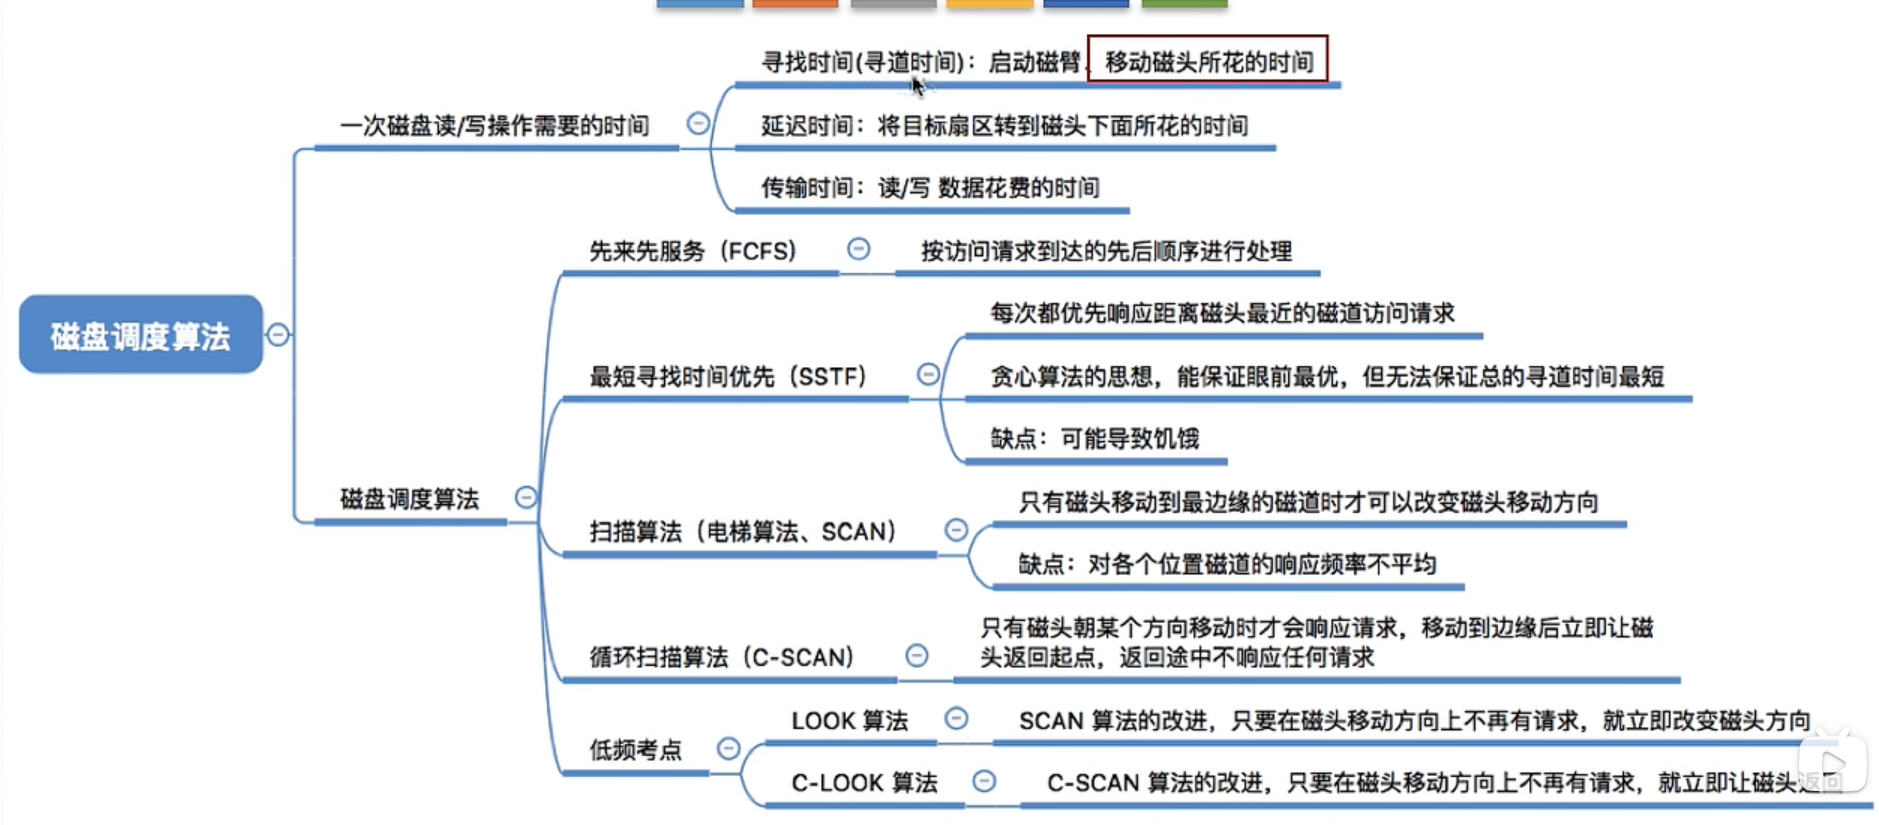 寻找时间(寻道时间)：启动磁臂、移动磁头所花的时间
一次磁盘读/写操作需要的时间
延迟时间：将目标扇区转到磁头下面所花的时间
传输时间：读/写 数据花费的时间
先来先服务（FCFS)
按访问请求到达的先后顺序进行处理
磁盘调度算法
每次都优先响应距离磁头最近的磁道访问请求
最短寻找时间优先（SSTF)
贪心算法的思想，能保证眼前最优，但无法保证总的寻道时间最短
缺点：可能导致饥饿
磁盘调度算法
只有磁头移动到最边缘的磁道时才可以改变磁头移动方向
扫描算法（电梯算法、SCAN)
缺点：对各个位置磁道的响应频率不平均
只有磁头朝某个方向移动时才会响应请求，移动到边缘后立即让磁
头返回起点，返回途中不响应任何请求
循环扫描算法（C-SCAN)
LOOK 算法
SCAN 算法的改进，只要在磁头移动方向上不再有请求，就立即改变磁头方向
低频考点
C-LOOK 算法
C-SCAN 算法的改进，只要在磁头移动方向上不再有请求，就立即让磁头返回